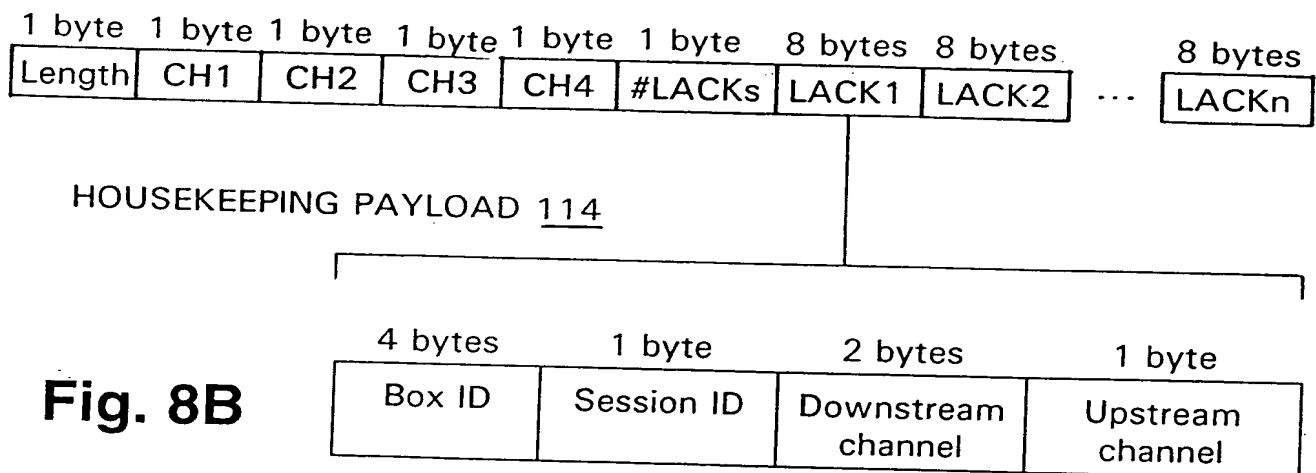 1 byte 1 byte 1 byte 1 byte 1 byte 1 byte 8 bytes 8 bytes 8 bytes
Length CH1 CH2 CH3 CH4 #LACKs LACK1 LACK2 ... LACKn
HOUSEKEEPING PAYLOAD 114
4 bytes 1 byte 2 bytes 1 byte
Box ID Session ID Downstream channel Upstream channel
Fig. 8B